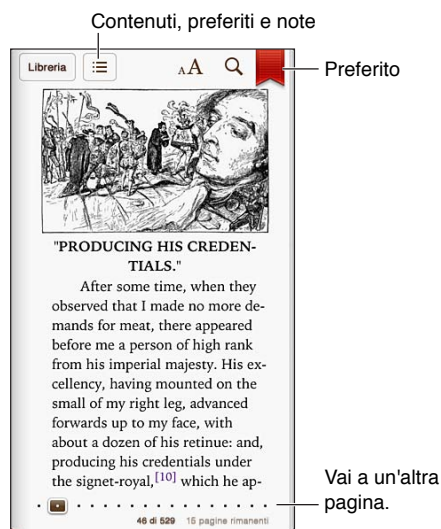 Contenuti, preferiti e note
Libreria
AA
Preferito
"PRODUCING HIS CREDEN-
TIALS."
After some time, when they
observed that I made no more de-
mands for meat, there appeared
before me a person of high rank
from his imperial majesty. His ex-
cellency, having mounted on the
small of my right leg, advanced
forwards up to my face, with
about a dozen of his retinue: and,
producing his credentials under
the signet-royal,[10] which he ap-
Vai a un'altra
pagina.
46 di 529 15 pagine rimanenti